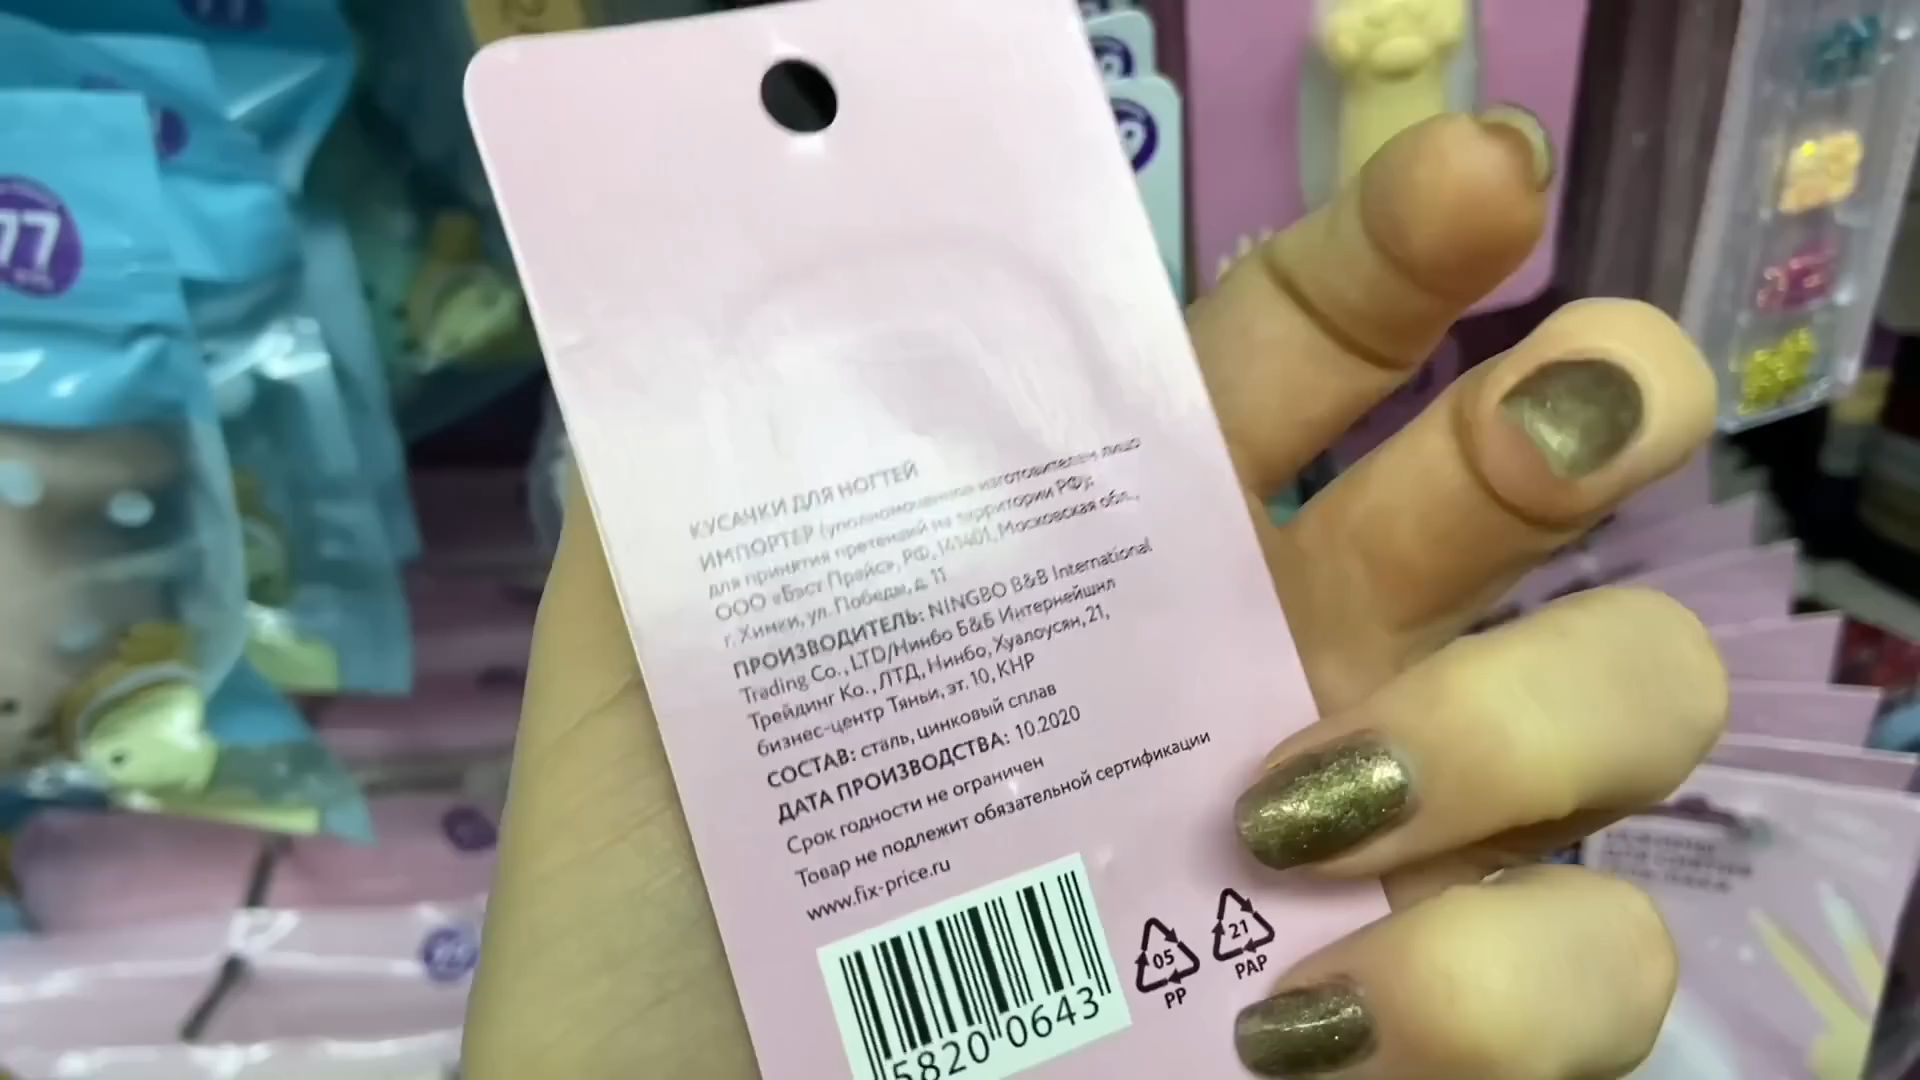 КУСАЧКИ ДЛЯ НОГТЕЙ
ИМПОРТЕР (уполномоченное изготовителем лицо
для принятия претензий на территории РФ):
ООО «Бэст Прайс», РФ, 141401, Московская обл.,
г. Химки, ул. Победы, д. 11
ПРОИЗВОДИТЕЛЬ: NINGBO B&B International
Trading Co., LTD/Нинбо Б&Б Интернейшнл
Трейдинг Ко., ЛТД, Нинбо, Хуалоусян, 21,
бизнес-центр Тяньи, эт. 10, КНР
СОСТАВ: сталь, цинковый сплав
ДАТА ПРОИЗВОДСТВА: 10.2020
Срок годности не ограничен
Товар не подлежит обязательной сертификации
www.fix-price.ru
5820 0643
05
PP
21
PAP
77